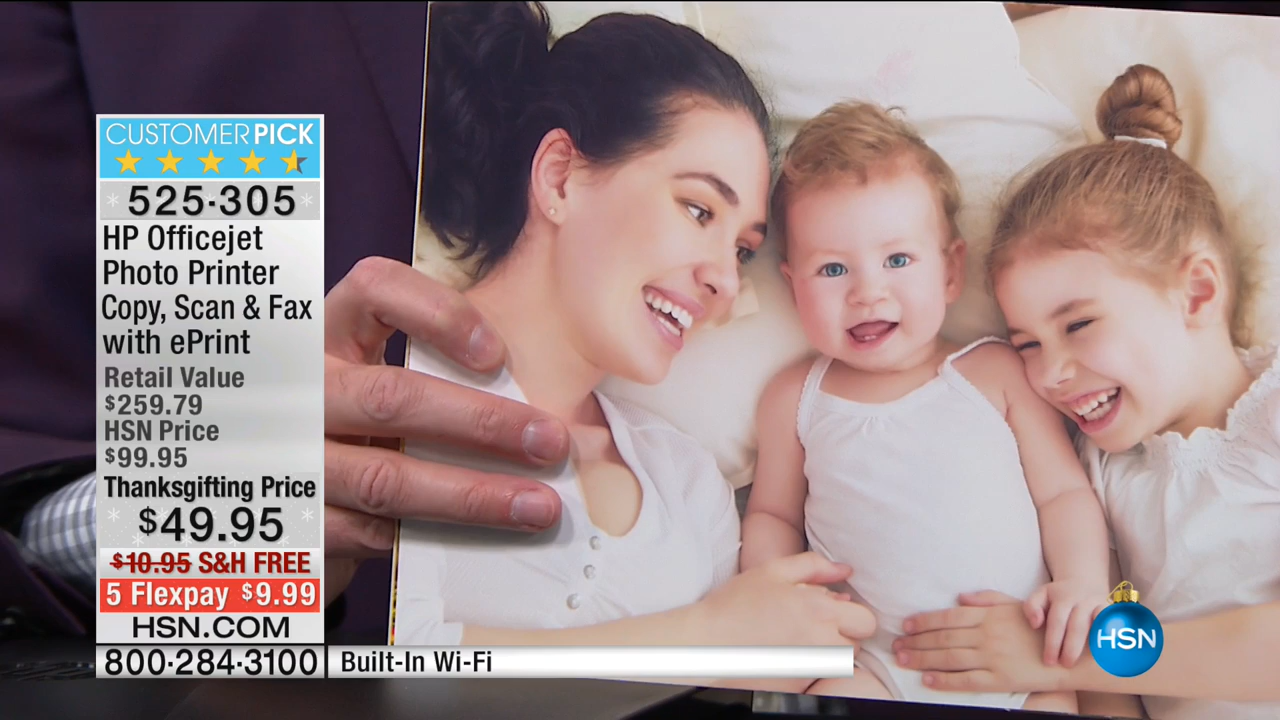 CUSTOMER PICK
525·305
HP Officejet
Photo Printer
Copy, Scan & Fax
with ePrint
Retail Value
$259.79
HSN Price
$99.95
Thanksgifting Price
$49.95
$10.95 S&H FREE
5 Flexpay $9.99
HSN.COM
800·284·3100
Built-In Wi-Fi
HSN